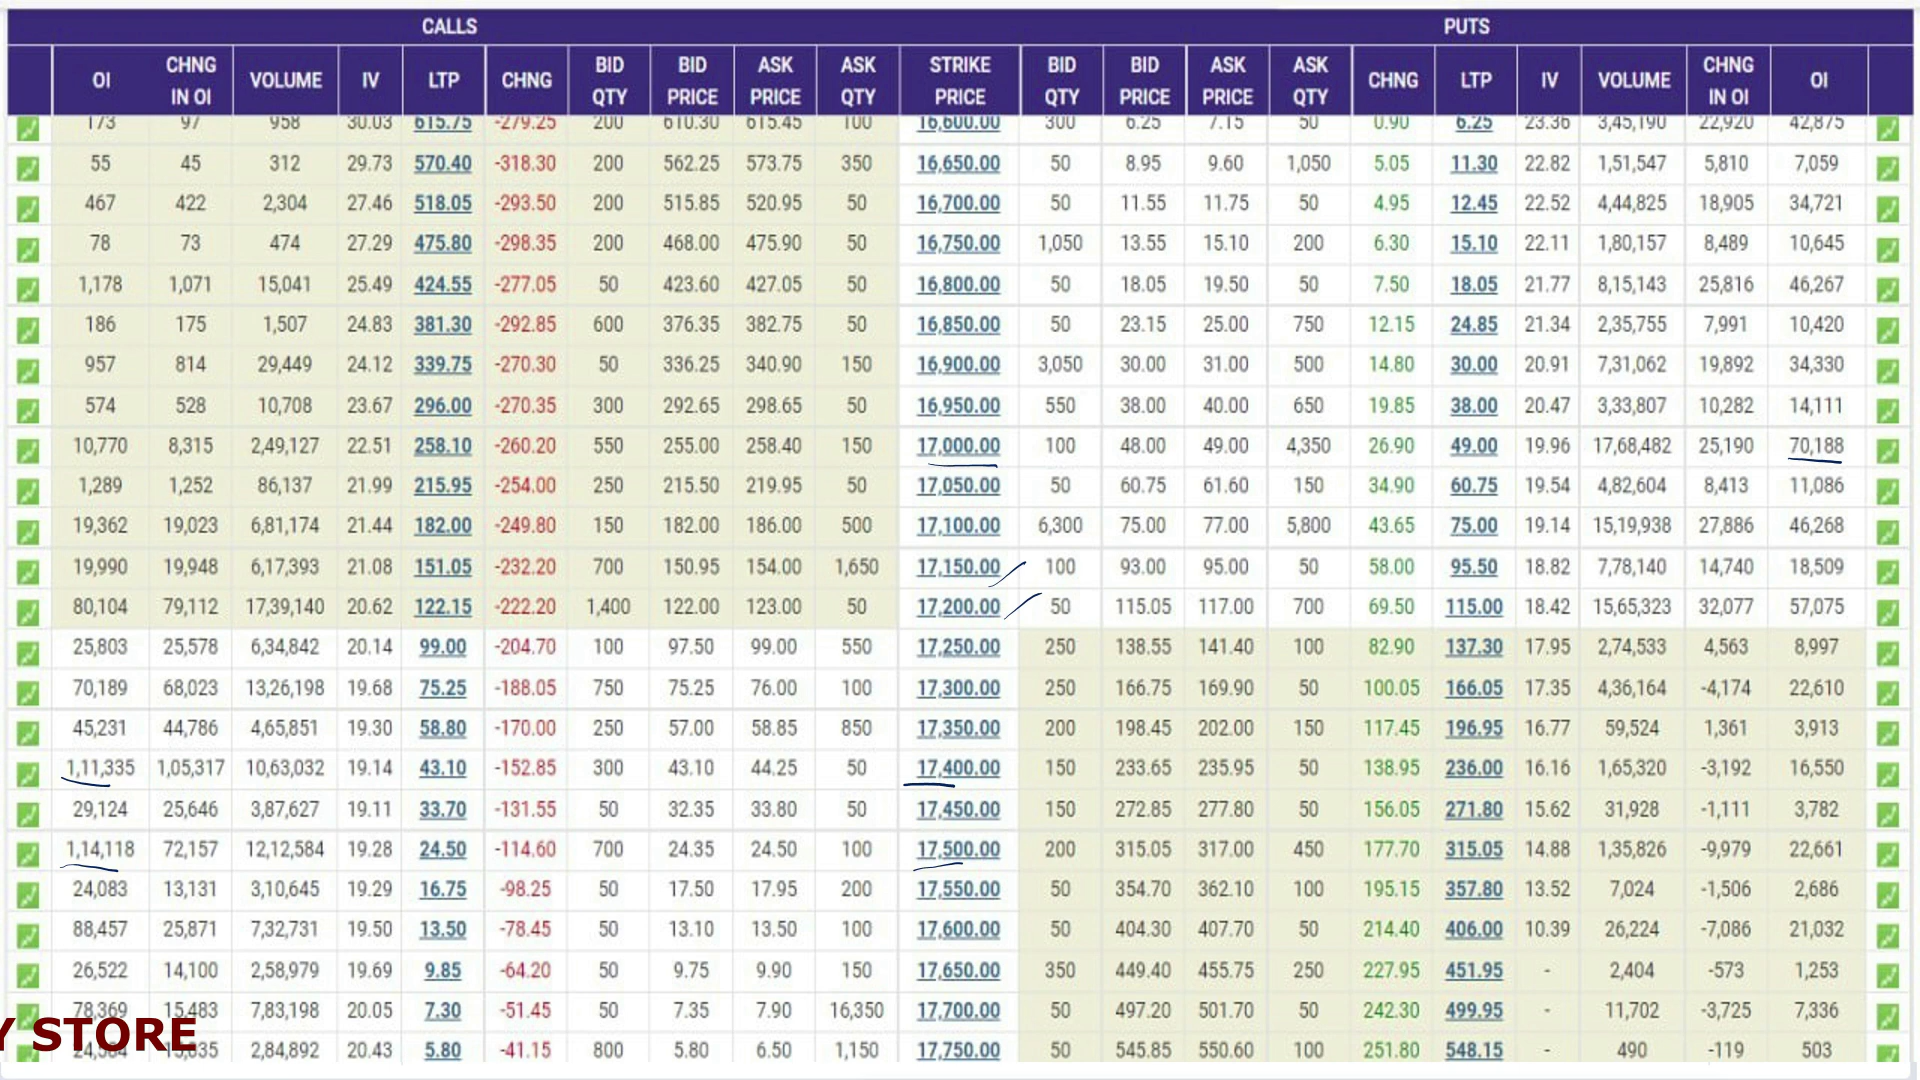 CALLS PUTS
OI CHNG IN OI VOLUME IV LTP CHNG BID QTY BID PRICE ASK PRICE ASK QTY STRIKE PRICE BID QTY BID PRICE ASK PRICE ASK QTY CHNG LTP IV VOLUME CHNG IN OI OI
173 97 958 30.03 615.75 -279.25 200 610.30 615.45 100 16,600.00 300 6.25 7.15 50 0.90 6.25 23.36 3,45,190 22,920 42,875
55 45 312 29.73 570.40 -318.30 200 562.25 573.75 350 16,650.00 50 8.95 9.60 1,050 5.05 11.30 22.82 1,51,547 5,810 7,059
467 422 2,304 27.46 518.05 -293.50 200 515.85 520.95 50 16,700.00 50 11.55 11.75 50 4.95 12.45 22.52 4,44,825 18,905 34,721
78 73 474 27.29 475.80 -298.35 200 468.00 475.90 50 16,750.00 1,050 13.55 15.10 200 6.30 15.10 22.11 1,80,157 8,489 10,645
1,178 1,071 15,041 25.49 424.55 -277.05 50 423.60 427.05 50 16,800.00 50 18.05 19.50 50 7.50 18.05 21.77 8,15,143 25,816 46,267
186 175 1,507 24.83 381.30 -292.85 600 376.35 382.75 50 16,850.00 50 23.15 25.00 750 12.15 24.85 21.34 2,35,755 7,991 10,420
957 814 29,449 24.12 339.75 -270.30 50 336.25 340.90 150 16,900.00 3,050 30.00 31.00 500 14.80 30.00 20.91 7,31,062 19,892 34,330
574 528 10,708 23.67 296.00 -270.35 300 292.65 298.65 50 16,950.00 550 38.00 40.00 650 19.85 38.00 20.47 3,33,807 10,282 14,111
10,770 8,315 2,49,127 22.51 258.10 -260.20 550 255.00 258.40 150 17,000.00 100 48.00 49.00 4,350 26.90 49.00 19.96 17,68,482 25,190 70,188
1,289 1,252 86,137 21.99 215.95 -254.00 250 215.50 219.95 50 17,050.00 50 60.75 61.60 150 34.90 60.75 19.54 4,82,604 8,413 11,086
19,362 19,023 6,81,174 21.44 182.00 -249.80 150 182.00 186.00 500 17,100.00 6,300 75.00 77.00 5,800 43.65 75.00 19.14 15,19,938 27,886 46,268
19,990 19,948 6,17,393 21.08 151.05 -232.20 700 150.95 154.00 1,650 17,150.00 100 93.00 95.00 50 58.00 95.50 18.82 7,78,140 14,740 18,509
80,104 79,112 17,39,140 20.62 122.15 -222.20 1,400 122.00 123.00 50 17,200.00 50 115.05 117.00 700 69.50 115.00 18.42 15,65,323 32,077 57,075
25,803 25,578 6,34,842 20.14 99.00 -204.70 100 97.50 99.00 550 17,250.00 250 138.55 141.40 100 82.90 137.30 17.95 2,74,533 4,563 8,997
70,189 68,023 13,26,198 19.68 75.25 -188.05 750 75.25 76.00 100 17,300.00 250 166.75 169.90 50 100.05 166.05 17.35 4,36,164 -4,174 22,610
45,231 44,786 4,65,851 19.30 58.80 -170.00 250 57.00 58.85 850 17,350.00 200 198.45 202.00 150 117.45 196.95 16.77 59,524 1,361 3,913
1,11,335 1,05,317 10,63,032 19.14 43.10 -152.85 300 43.10 44.25 50 17,400.00 150 233.65 235.95 50 138.95 236.00 16.16 1,65,320 -3,192 16,550
29,124 25,646 3,87,627 19.11 33.70 -131.55 50 32.35 33.80 50 17,450.00 150 272.85 277.80 50 156.05 271.80 15.62 31,928 -1,111 3,782
1,14,118 72,157 12,12,584 19.28 24.50 -114.60 700 24.35 24.50 100 17,500.00 200 315.05 317.00 450 177.70 315.05 14.88 1,35,826 -9,979 22,661
24,083 13,131 3,10,645 19.29 16.75 -98.25 50 17.50 17.95 200 17,550.00 50 354.70 362.10 100 195.15 357.80 13.52 7,024 -1,506 2,686
88,457 25,871 7,32,731 19.50 13.50 -78.45 50 13.10 13.50 100 17,600.00 50 404.30 407.70 50 214.40 406.00 10.39 26,224 -7,086 21,032
26,522 14,100 2,58,979 19.69 9.85 -64.20 50 9.75 9.90 150 17,650.00 350 449.40 455.75 250 227.95 451.95 - 2,404 -573 1,253
78,369 15,483 7,83,198 20.05 7.30 -51.45 50 7.35 7.90 16,350 17,700.00 50 497.20 501.70 50 242.30 499.95 - 11,702 -3,725 7,336
Y STORE
2,84,892 20.43 5.80 -41.15 800 5.80 6.50 1,150 17,750.00 50 545.85 550.60 100 251.80 548.15 - 490 -119 503